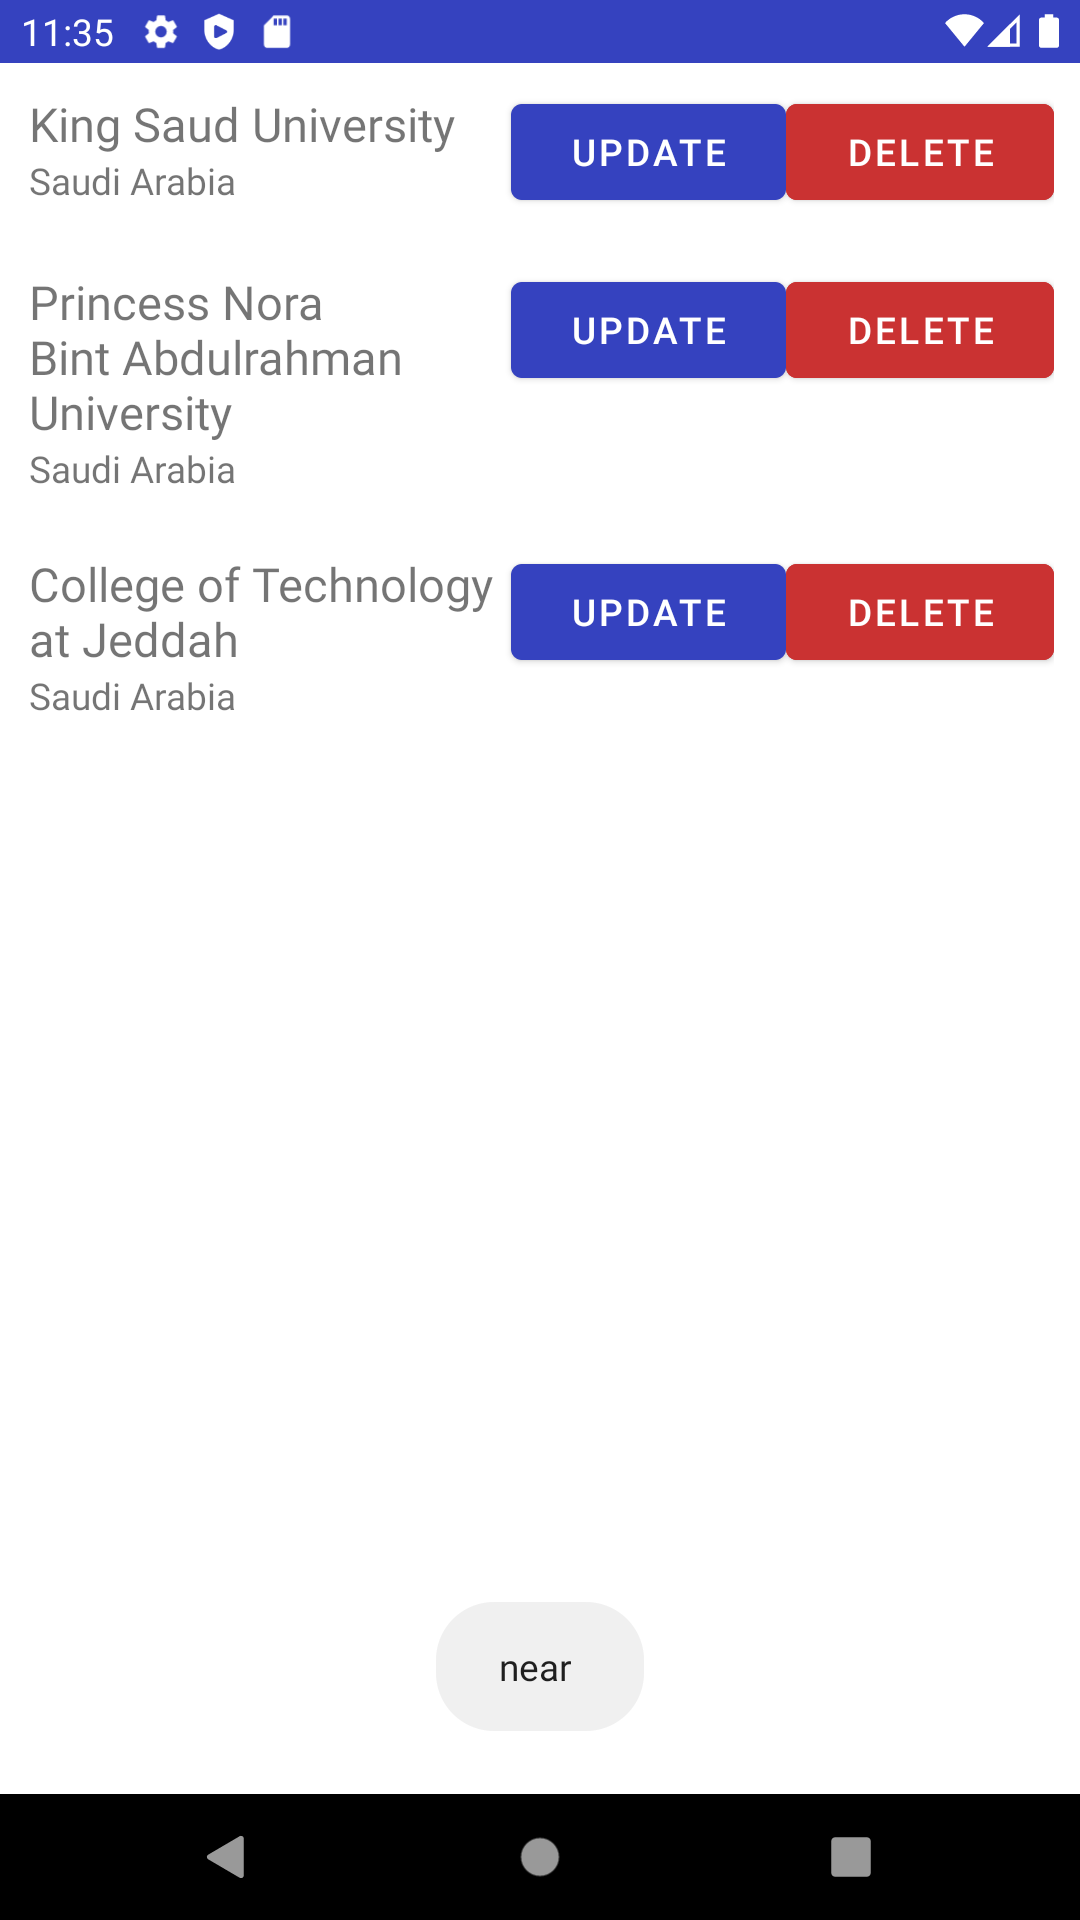 11:35
King Saud University
Saudi Arabia
UPDATE
DELETE
Princess Nora
Bint Abdulrahman
University
Saudi Arabia
UPDATE
DELETE
College of Technology
at Jeddah
Saudi Arabia
UPDATE
DELETE
near